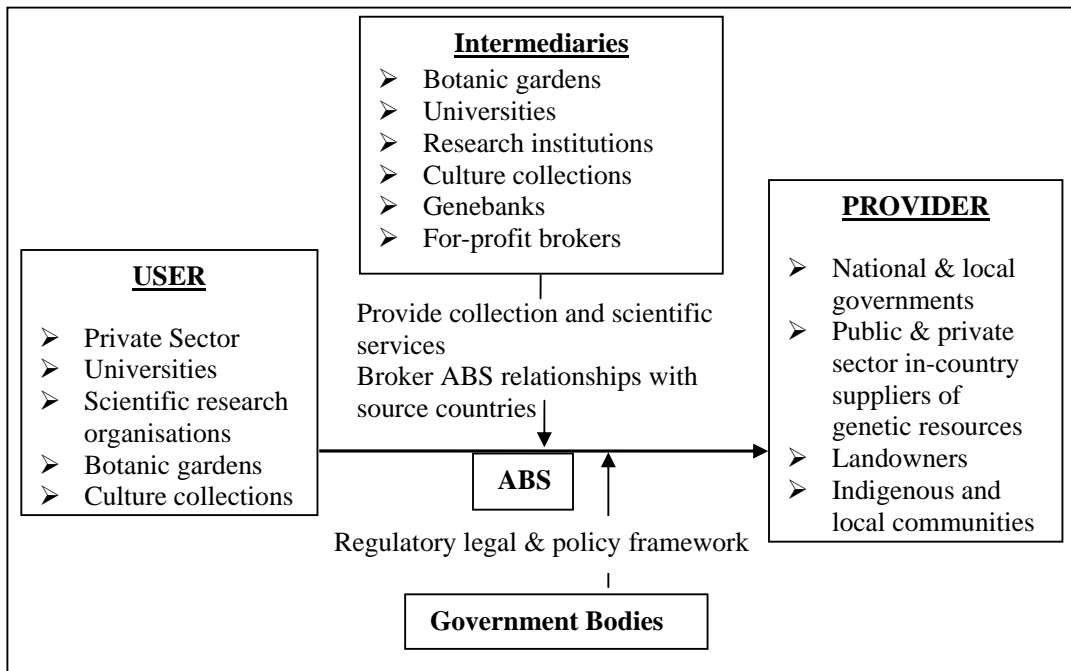 Intermediaries
➢ Botanic gardens
➢ Universities
➢ Research institutions
➢ Culture collections
➢ Genebanks
➢ For-profit brokers
PROVIDER
➢ National & local
governments
➢ Public & private
sector in-country
suppliers of
genetic resources
➢ Landowners
➢ Indigenous and
local communities
USER
➢ Private Sector
➢ Universities
➢ Scientific research
organisations
➢ Botanic gardens
➢ Culture collections
Provide collection and scientific
services
Broker ABS relationships with
source countries
ABS
Regulatory legal & policy framework
Government Bodies